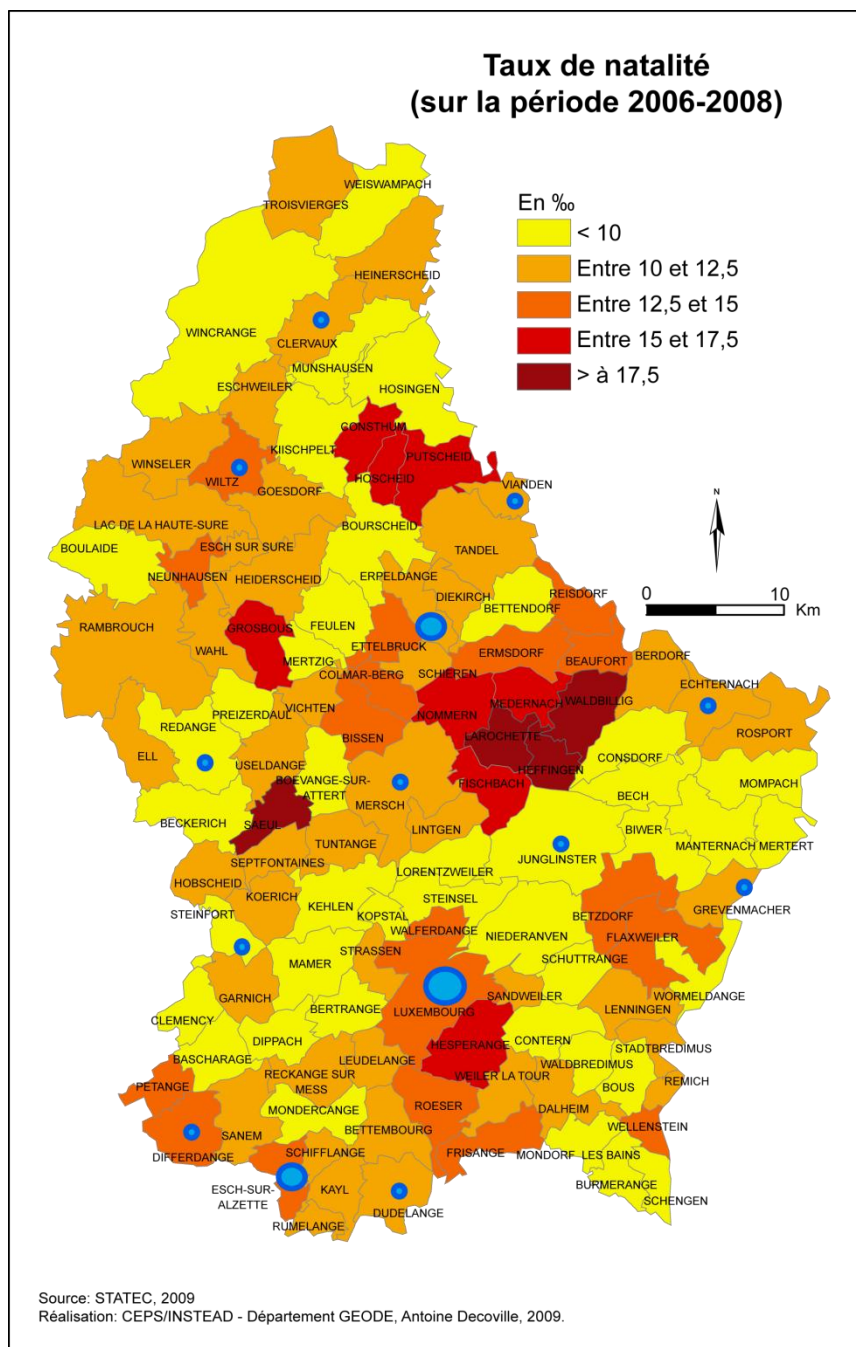 Taux de natalité
(sur la période 2006-2008)
En ‰
< 10
Entre 10 et 12,5
Entre 12,5 et 15
Entre 15 et 17,5
> à 17,5
N
0
10
Km
WEISWAMPACH
TROISVIERGES
HEINERSCHEID
WINCRANGE
CLERVAUX
MUNSHAUSEN
ESCHWEILER
HOSINGEN
CONSTHUM
KIISCHPELT
PUTSCHEID
WINSELER
HOSCHEID
WILTZ
VIANDEN
GOESDORF
LAC DE LA HAUTE-SURE
BOURSCHEID
BOULAIDE
ESCH SUR SURE
TANDEL
NEUNHAUSEN
HEIDERSCHEID
ERPELDANGE
REISDORF
DIEKIRCH
BETTENDORF
RAMBROUCH
GROSBOUS
FEULEN
ETTELBRUCK
WAHL
ERMSDORF
MERTZIG
BEAUFORT
BERDORF
COLMAR-BERG
SCHIEREN
ECHTERNACH
MEDERNACH
WALDBILLIG
PREIZERDAUL
VICHTEN
NOMMERN
REDANGE
ROSPORT
BISSEN
LAROCHETTE
ELL
USELDANGE
CONSDORF
HEFFINGEN
BOEVANGE-SUR-
ATTERT
FISCHBACH
MOMPACH
MERSCH
BECH
BECKERICH
SAEUL
LINTGEN
BIWER
TUNTANGE
MANTERNACH
MERTERT
SEPTFONTAINES
JUNGLINSTER
LORENTZWEILER
HOBSCHEID
KOERICH
STEINSEL
KEHLEN
GREVENMACHER
STEINFORT
KOPSTAL
BETZDORF
WALFERDANGE
NIEDERANVEN
FLAXWEILER
STRASSEN
SCHUTTRANGE
MAMER
SANDWEILER
WORMELDANGE
GARNICH
LENNINGEN
BERTRANGE
LUXEMBOURG
CLEMENCY
DIPPACH
CONTERN
HESPERANGE
STADTBREDIMUS
BASCHARAGE
LEUDELANGE
WALDBREDIMUS
RECKANGE SUR
MESS
WEILER LA TOUR
REMICH
PETANGE
BOUS
ROESER
MONDERCANGE
DALHEIM
WELLENSTEIN
SANEM
BETTEMBOURG
DIFFERDANGE
SCHIFFLANGE
FRISANGE
MONDORF
LES BAINS
BURMERANGE
ESCH-SUR-
ALZETTE
KAYL
SCHENGEN
DUDELANGE
RUMELANGE
Source: STATEC, 2009
Réalisation: CEPS/INSTEAD - Département GEODE, Antoine Decoville, 2009.